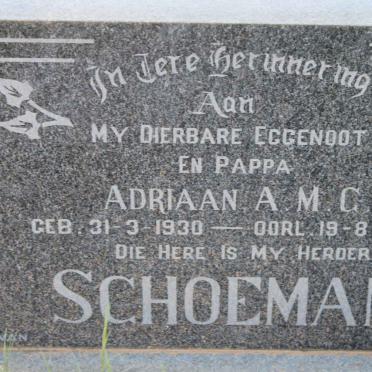 In Tere Herinnering
Aan
MY DIERBARE EGGENOOT
EN PAPPA
ADRIAAN A. M. C.
GEB. 31-3-1930 — OORL. 19-8
DIE HERE IS MY HERDER
SCHOEMAN